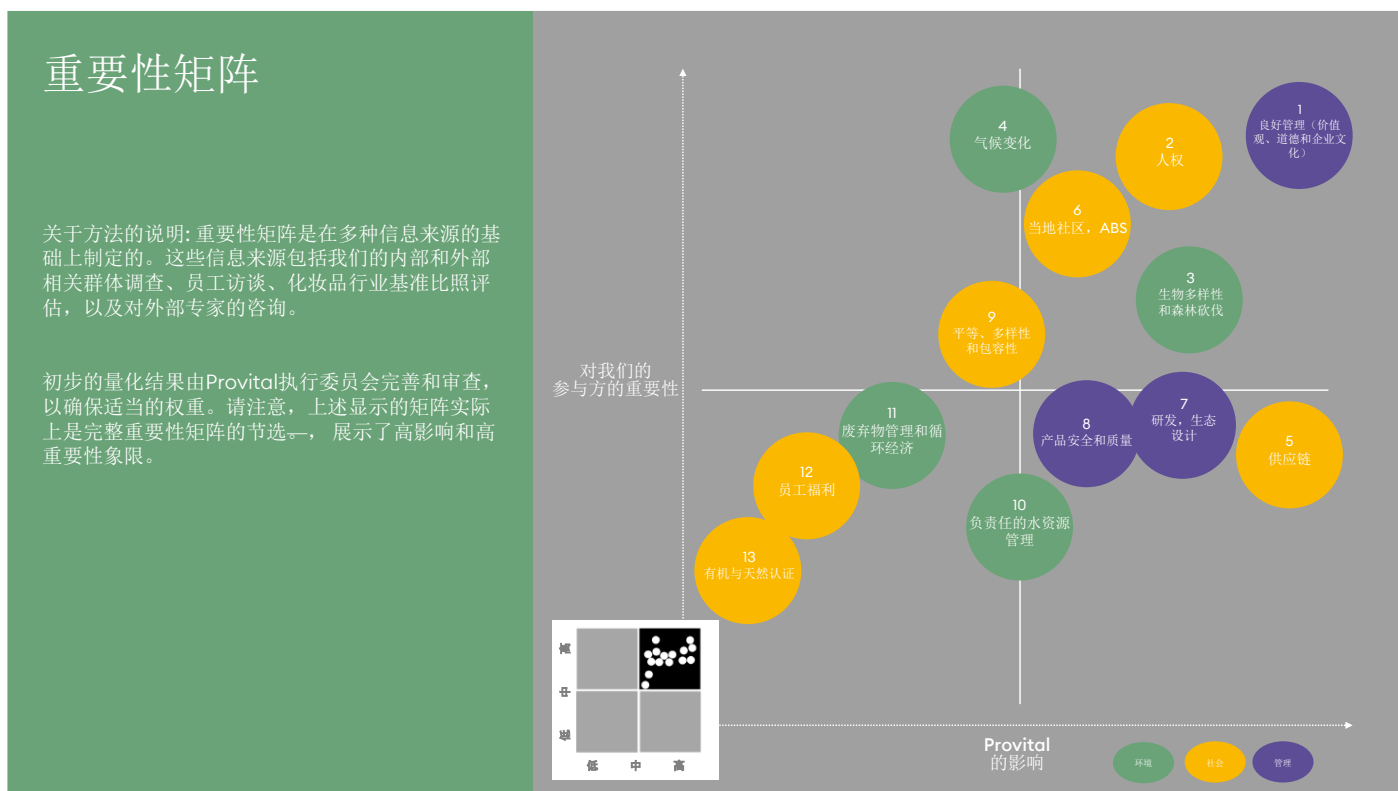 重要性矩阵
关于方法的说明: 重要性矩阵是在多种信息来源的基
础上制定的。这些信息来源包括我们的内部和外部
相关群体调查、员工访谈、化妆品行业基准比照评
估，以及对外部专家的咨询。
初步的量化结果由Provital执行委员会完善和审查，
以确保适当的权重。请注意，上述显示的矩阵实际
上是完整重要性矩阵的节选。一， 展示了高影响和高
重要性象限。
对我们的
参与方的重要性
1
良好管理（价值
观、道德和企业文
化）
4
气候变化
2
人权
6
当地社区，ABS
3
生物多样性
和森林砍伐
9
平等、多样性
和包容性
11
废弃物管理和循
环经济
8
产品安全和质量
7
研发，生态
设计
5
供应链
12
员工福利
10
负责任的水资源
管理
13
有机与天然认证
高
中
低
低 中 高
Provital
的影响
环境
社会
管理